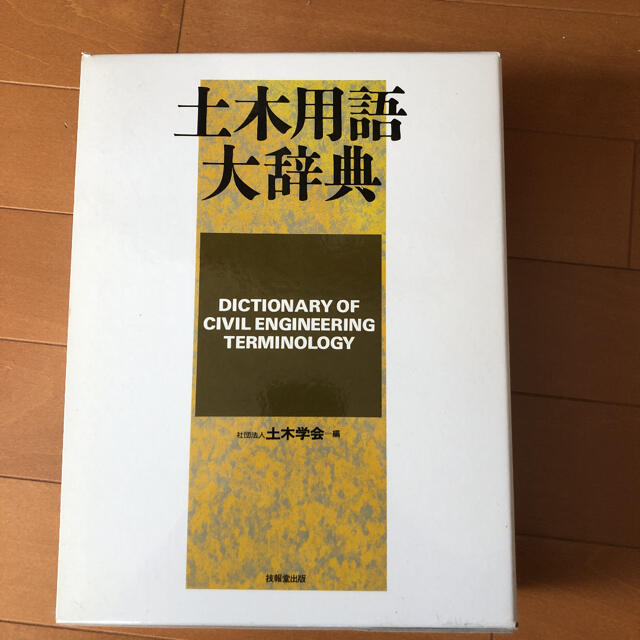 土木用語
大辞典
DICTIONARY OF
CIVIL ENGINEERING
TERMINOLOGY
社団法人 土木学会 編
技報堂出版